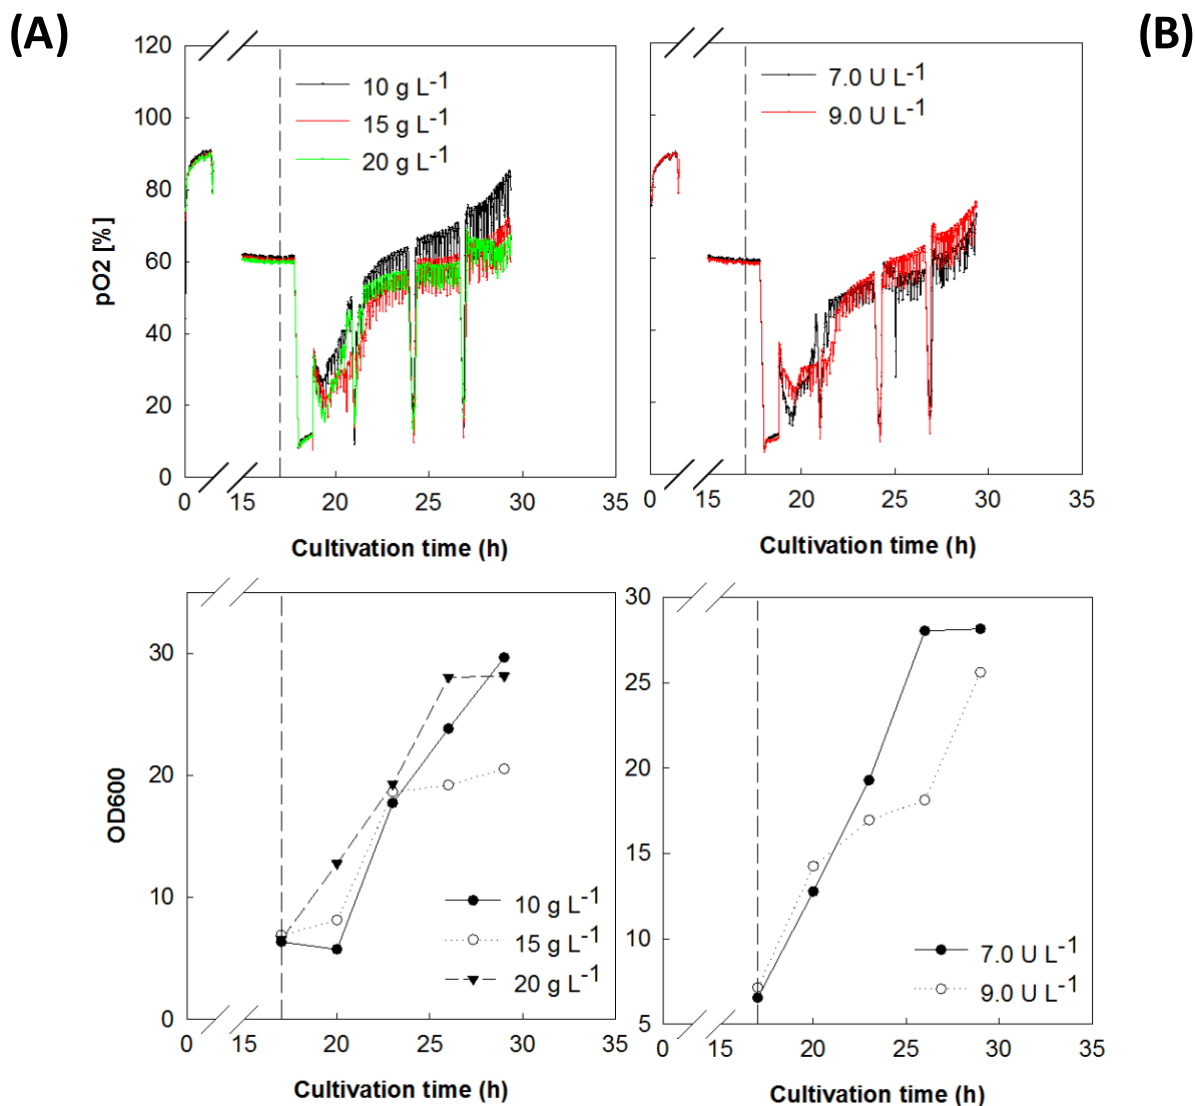 (A)
(B)
120
100
80
60
40
20
0
pO2 [%]
10 g L-1
15 g L-1
20 g L-1
0 15 20 25 30 35
Cultivation time (h)
7.0 U L-1
9.0 U L-1
0 15 20 25 30 35
Cultivation time (h)
30
20
10
0
OD600
10 g L-1
15 g L-1
20 g L-1
0 15 20 25 30 35
Cultivation time (h)
30
25
20
15
10
5
7.0 U L-1
9.0 U L-1
0 15 20 25 30 35
Cultivation time (h)